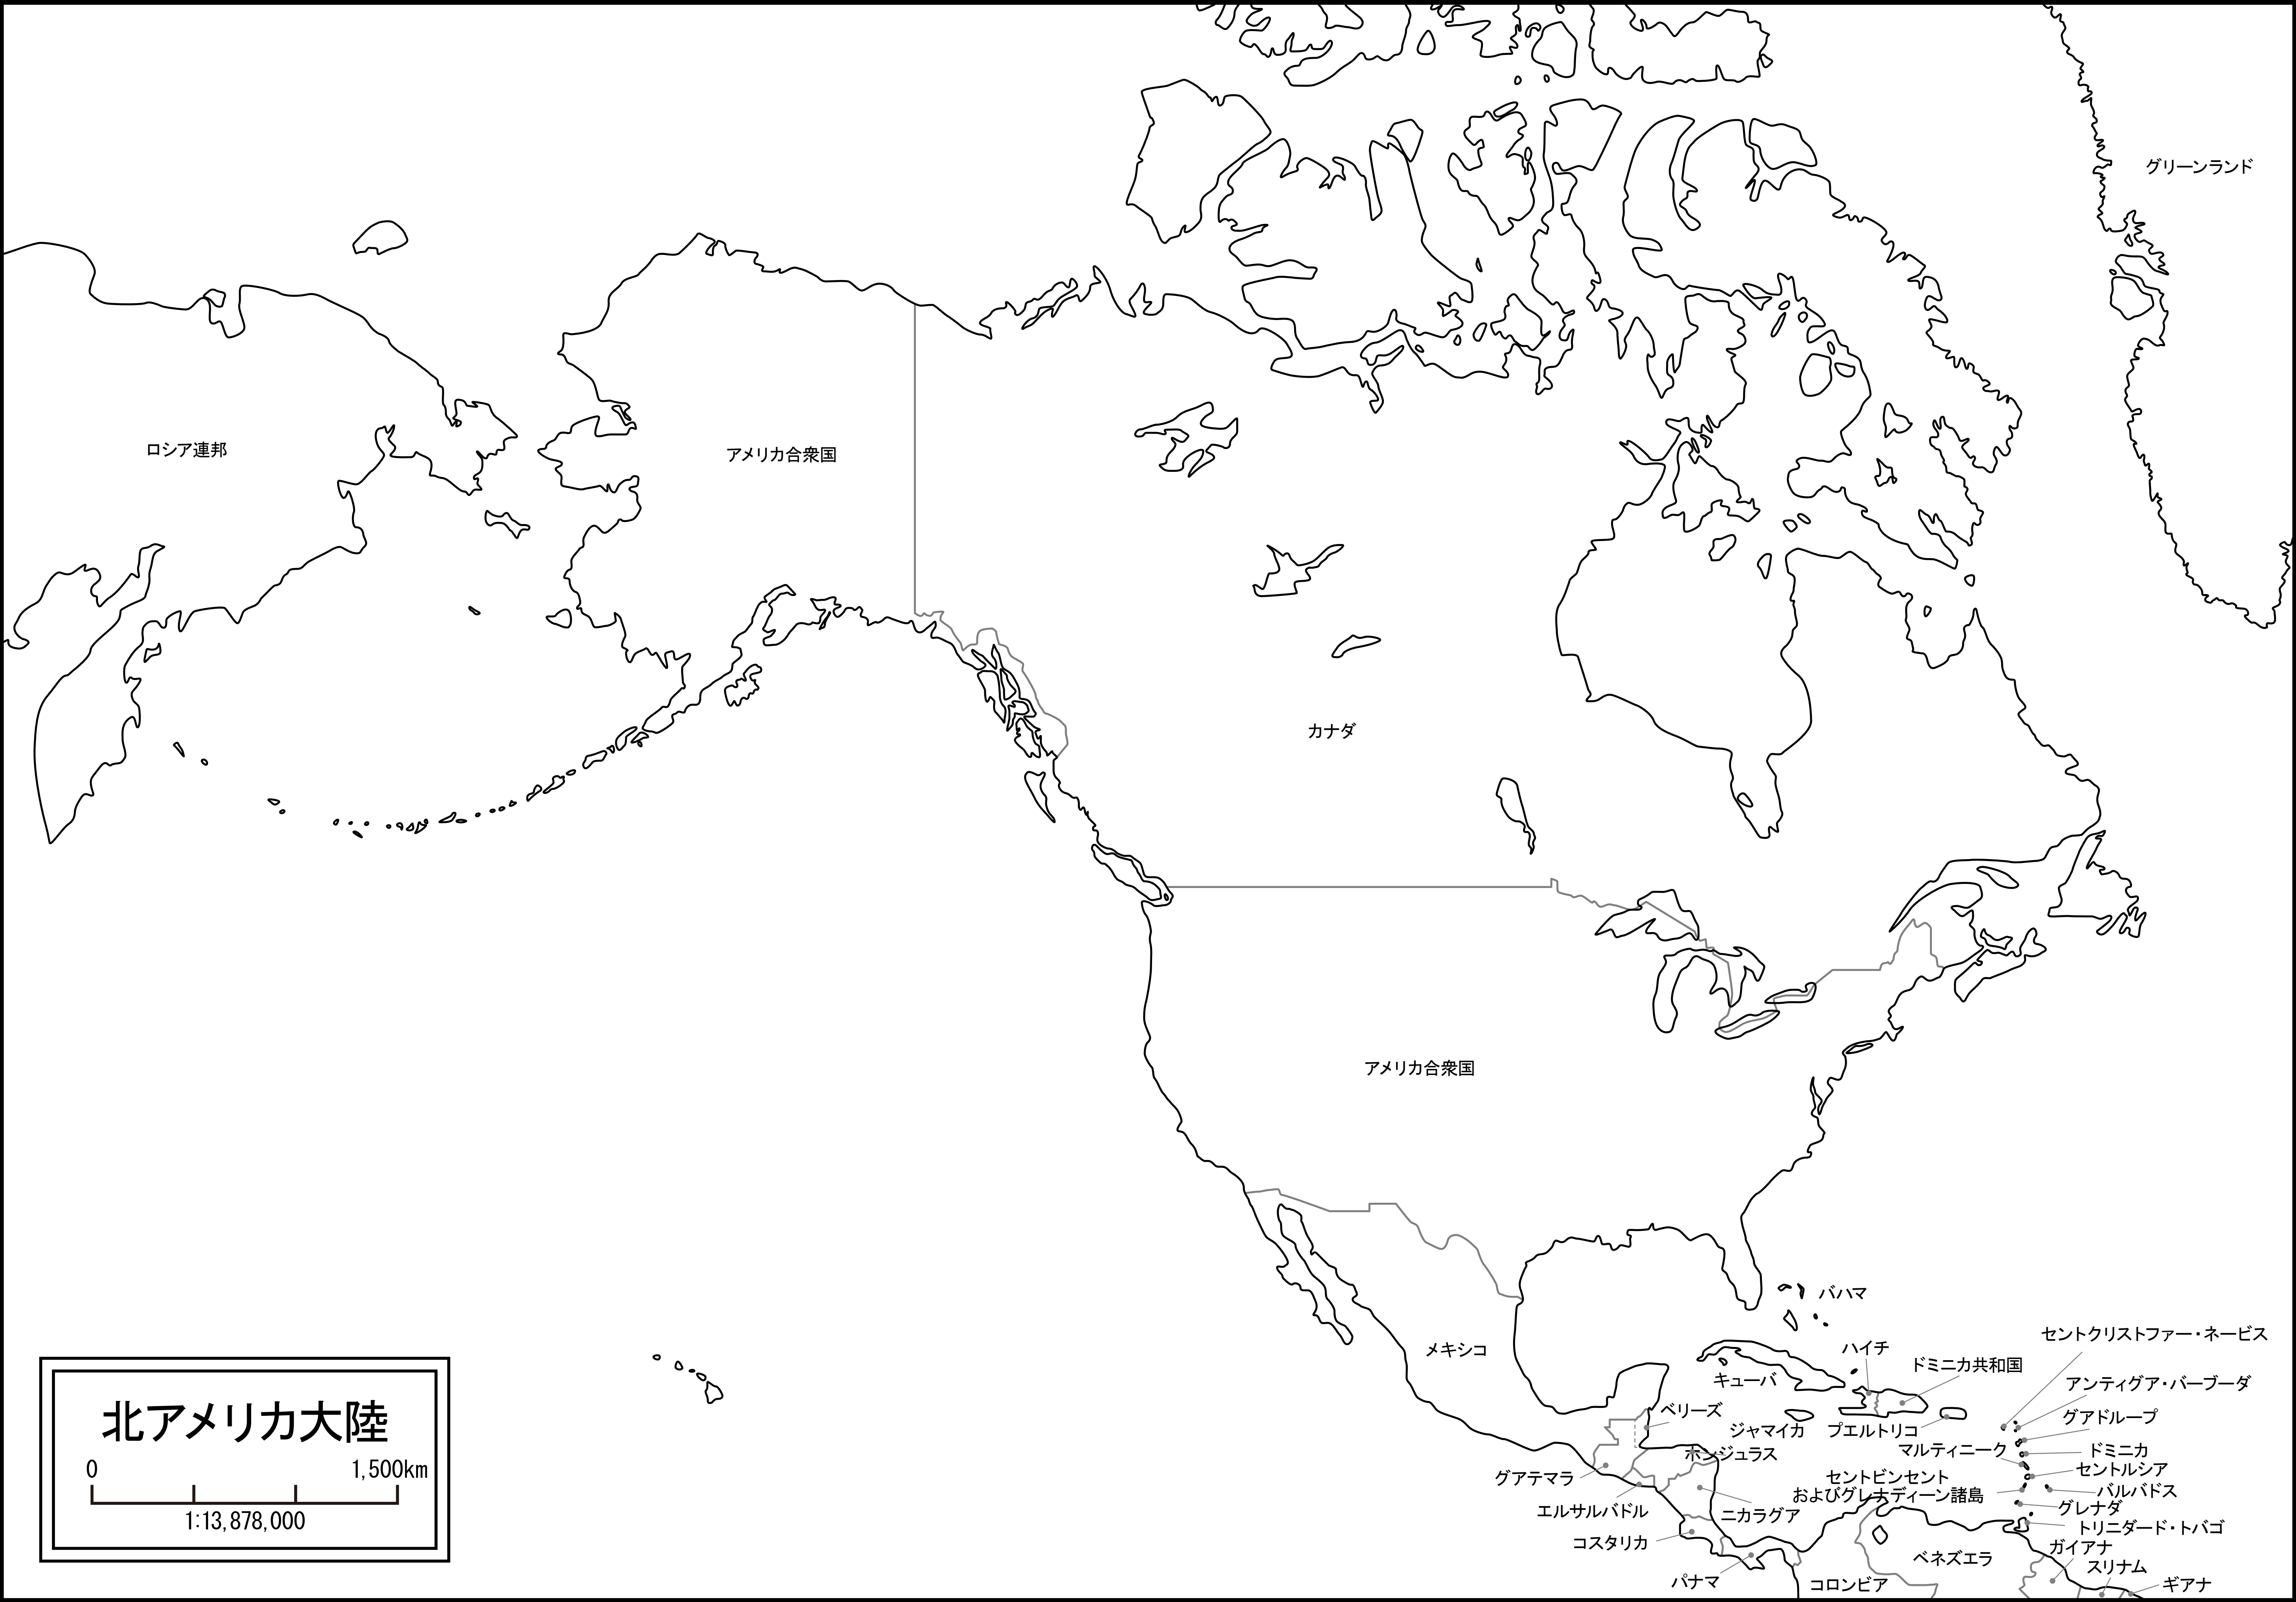 グリーンランド
ロシア連邦
アメリカ合衆国
カナダ
アメリカ合衆国
バハマ
メキシコ
キューバ
ハイチ
ドミニカ共和国
セントクリストファー・ネービス
アンティグア・バーブーダ
ベリーズ
ジャマイカ
プエルトリコ
グアドループ
ホンジュラス
マルティニーク
ドミニカ
グアテマラ
セントビンセント
およびグレナディーン諸島
セントルシア
バルバドス
エルサルバドル
ニカラグア
グレナダ
コスタリカ
トリニダード・トバゴ
パナマ
コロンビア
ベネズエラ
ガイアナ
スリナム
ギアナ
北アメリカ大陸
0 1,500km
1:13,878,000